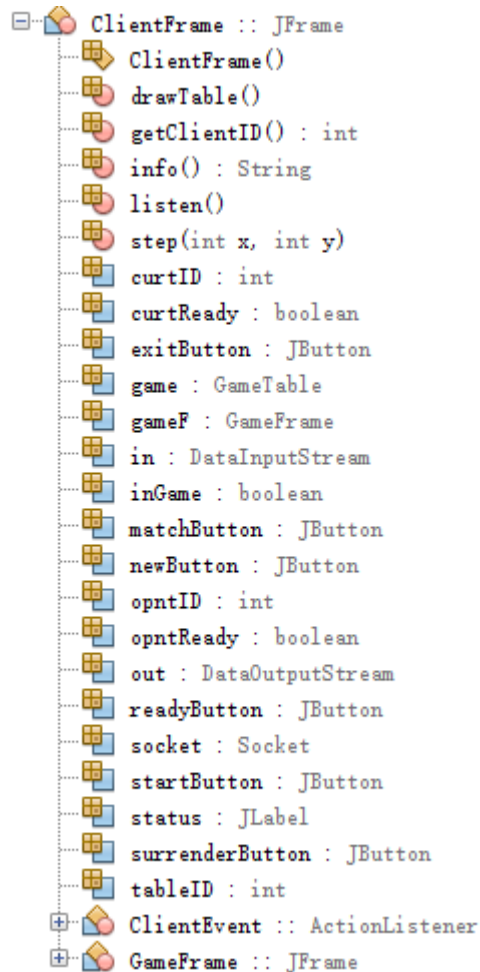 ClientFrame :: JFrame
ClientFrame()
drawTable()
getClientID() : int
info() : String
listen()
step(int x, int y)
curtID : int
curtReady : boolean
exitButton : JButton
game : GameTable
gameF : GameFrame
in : DataInputStream
inGame : boolean
matchButton : JButton
newButton : JButton
opntID : int
opntReady : boolean
out : DataOutputStream
readyButton : JButton
socket : Socket
startButton : JButton
status : JLabel
surrenderButton : JButton
tableID : int
ClientEvent :: ActionListener
GameFrame :: JFrame